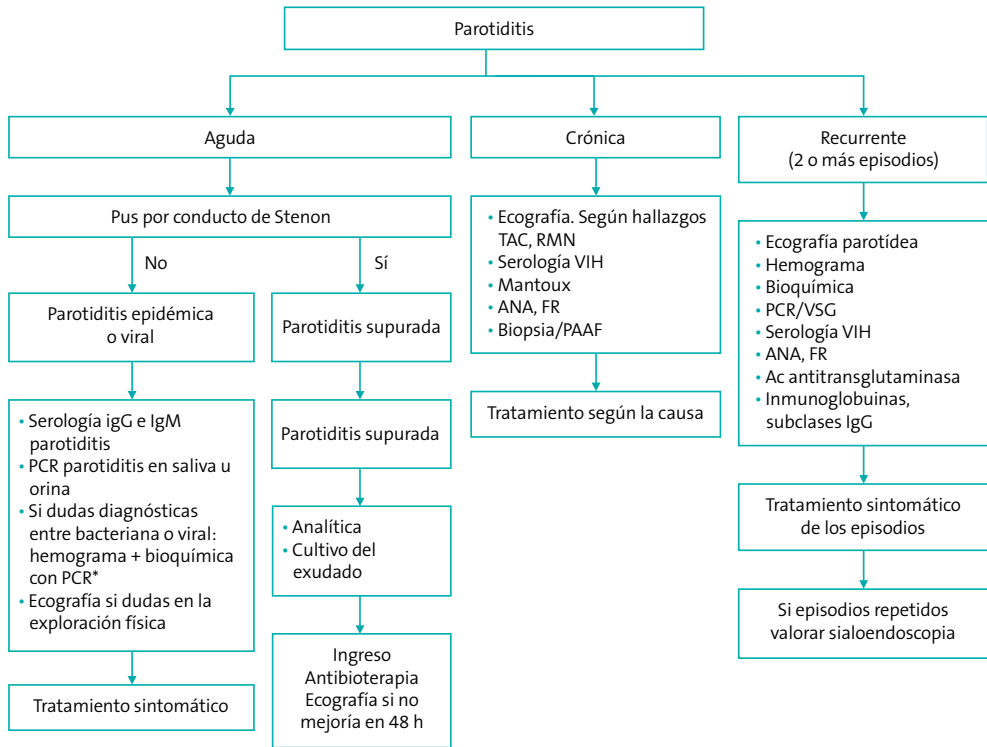 Parotiditis
Aguda
Pus por conducto de Stenon
No
Sí
Parotiditis epidémica
o viral
• Serología igG e IgM
parotiditis
• PCR parotiditis en saliva u
orina
• Si dudas diagnósticas
entre bacteriana o viral:
hemograma + bioquímica
con PCR*
• Ecografía si dudas en la
exploración física
Tratamiento sintomático
Parotiditis supurada
Parotiditis supurada
• Analítica
• Cultivo del
exudado
Ingreso
Antibioterapia
Ecografía si no
mejoría en 48 h
Crónica
• Ecografía. Según hallazgos
TAC, RMN
• Serología VIH
• Mantoux
• ANA, FR
• Biopsia/PAAF
Tratamiento según la causa
Recurrente
(2 o más episodios)
• Ecografía parotídea
• Hemograma
• Bioquímica
• PCR/VSG
• Serología VIH
• ANA, FR
• Ac antitransglutaminasa
• Inmunoglobuinas,
subclases IgG
Tratamiento sintomático
de los episodios
Si episodios repetidos
valorar sialoendoscopia